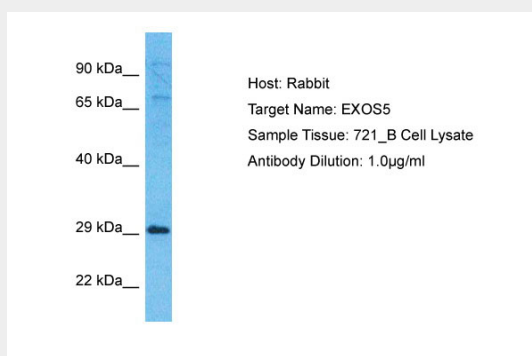 90 kDa__
65 kDa__
40 kDa__
29 kDa__
22 kDa__
Host: Rabbit
Target Name: EXOS5
Sample Tissue: 721_B Cell Lysate
Antibody Dilution: 1.0µg/ml